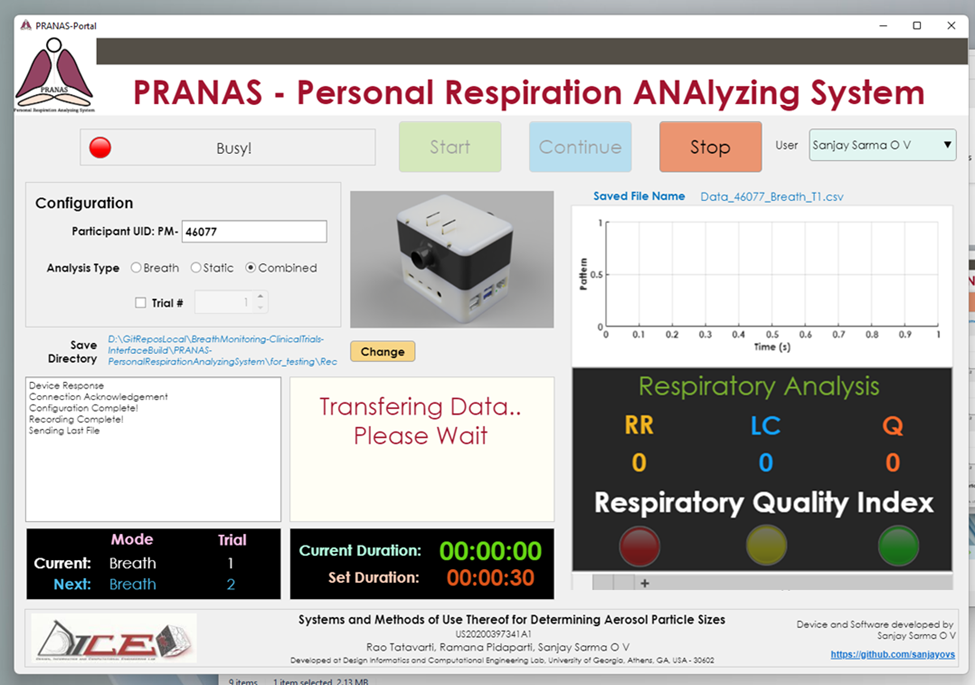 PRANAS-Portal
PRANAS
Personal Respiration Analyzing System
PRANAS - Personal Respiration ANAlyzing System
Busy!
Start
Continue
Stop
User
Sanjay Sarma O V
Configuration
Participant UID: PM- 46077
Analysis Type Breath Static Combined
Trial # 1
Save Directory
D:\GitReposLocal\BreathMonitoring-ClinicalTrials-
InterfaceBuild\PRANAS-
PersonalRespirationAnalyzingSystem\for_testing\Rec
Change
Saved File Name Data_46077_Breath_T1.csv
Pattern
1
0.5
0
0 0.1 0.2 0.3 0.4 0.5 0.6 0.7 0.8 0.9 1
Time (s)
Device Response
Connection Acknowledgement
Configuration Complete!
Recording Complete!
Sending Last File
Transfering Data..
Please Wait
Respiratory Analysis
RR LC Q
0 0 0
Respiratory Quality Index
+
Mode Trial
Current: Breath 1
Next: Breath 2
Current Duration: 00:00:00
Set Duration: 00:00:30
DICE
Systems and Methods of Use Thereof for Determining Aerosol Particle Sizes
US20200397341A1
Rao Tatavarti, Ramana Pidaparti, Sanjay Sarma O V
Developed at Design Informatics and Computational Engineering Lab, University of Georgia, Athens, GA, USA - 30602
Device and Software developed by
Sanjay Sarma O V
https://github.com/sanjayovs
9 items 1 item selected 2.13 MB